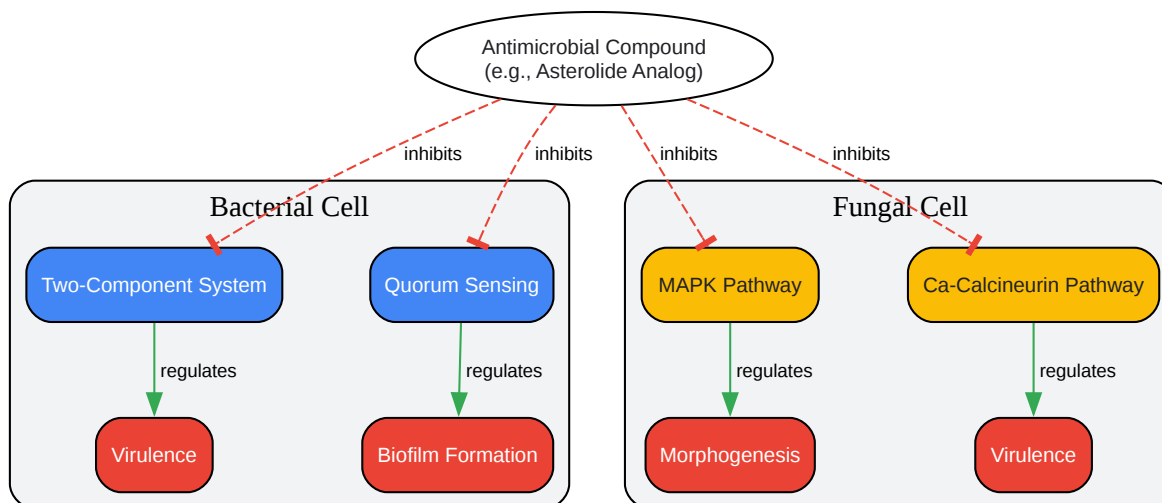 Antimicrobial Compound
(e.g., Asterolide Analog)
inhibits
inhibits
inhibits
inhibits
Bacterial Cell
Fungal Cell
Two-Component System
Quorum Sensing
MAPK Pathway
Ca-Calcineurin Pathway
regulates
regulates
regulates
regulates
Virulence
Biofilm Formation
Morphogenesis
Virulence